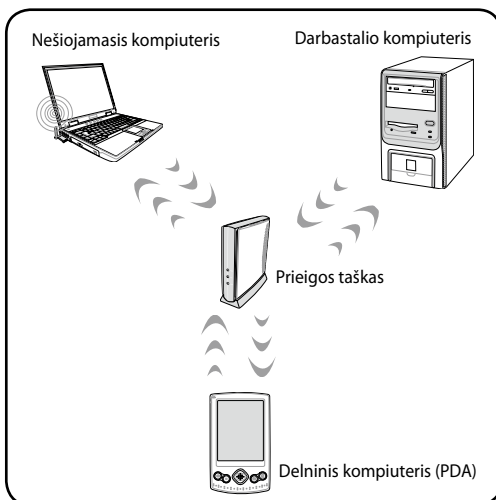 Nešiojamasis kompiuteris
Darbastalio kompiuteris
Prieigos taškas
Delninis kompiuteris (PDA)